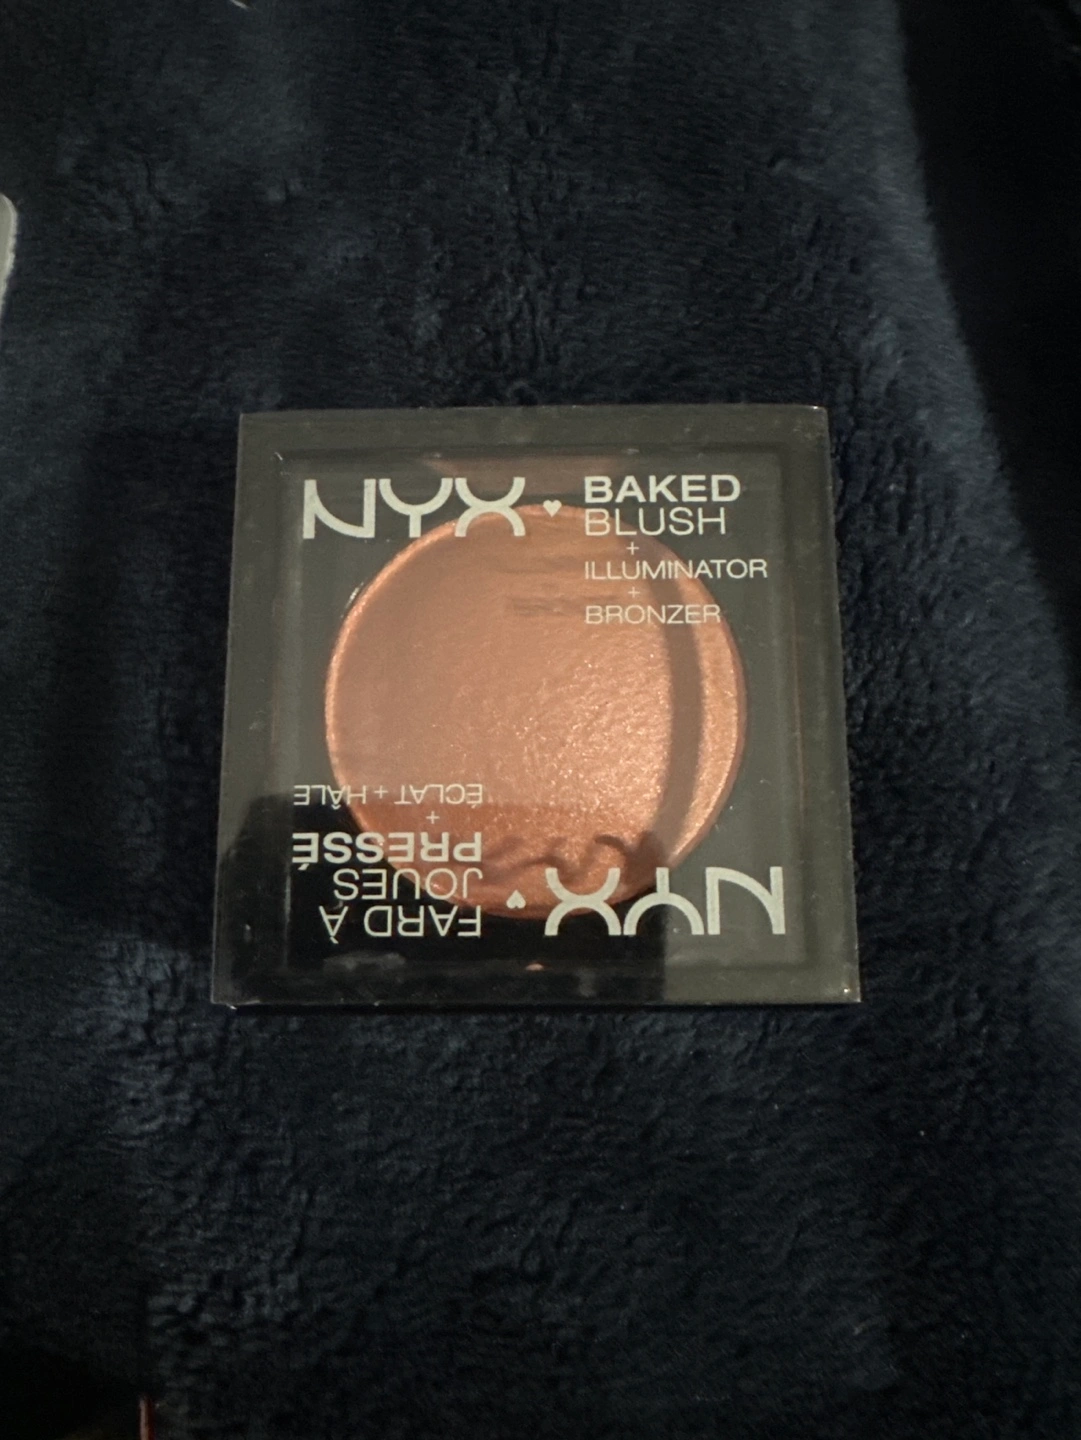 NYX ♥ BAKED
BLUSH
+
ILLUMINATOR
+
BRONZER
NYX ♥ FARD À
JOUES
PRESSÉ
+
ÉCLAT + HÂLE